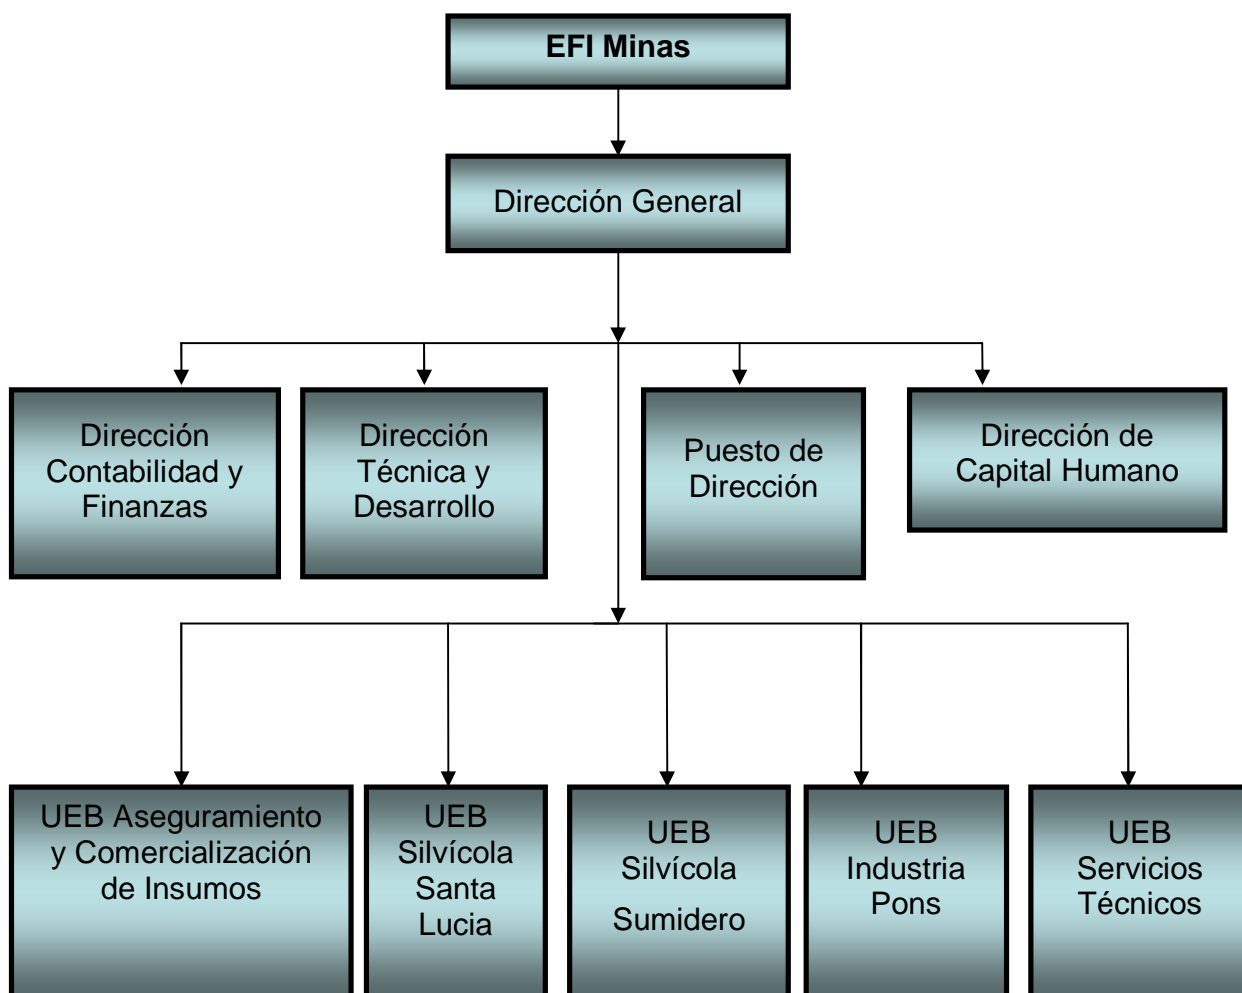 EFI Minas
Dirección General
Dirección
Contabilidad y
Finanzas
Dirección
Técnica y
Desarrollo
Puesto de
Dirección
Dirección de
Capital Humano
UEB Aseguramiento
y Comercialización
de Insumos
UEB
Silvícola
Santa
Lucia
UEB
Silvícola
Sumidero
UEB
Industria
Pons
UEB
Servicios
Técnicos